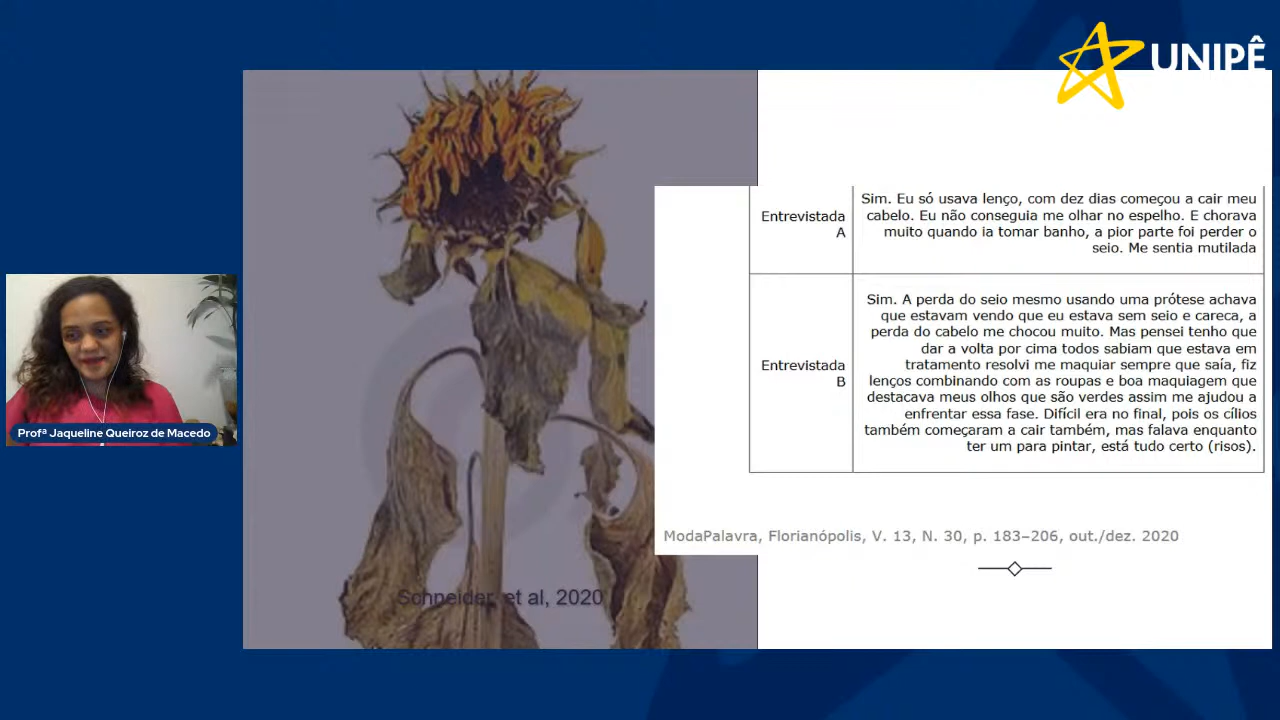 UNIPÊ
Sim. Eu só usava lenço, com dez dias começou a cair meu
Entrevistada
A
cabelo. Eu não conseguia me olhar no espelho. E chorava
muito quando ia tomar banho, a pior parte foi perder o
seio. Me sentia mutilada
Entrevistada
B
Sim. A perda do seio mesmo usando uma prótese achava
que estavam vendo que eu estava sem seio e careca, a
perda do cabelo me chocou muito. Mas pensei tenho que
dar a volta por cima todos sabiam que estava em
tratamento resolvi me maquiar sempre que saía, fiz
lenços combinando com as roupas e boa maquiagem que
destacava meus olhos que são verdes assim me ajudou a
enfrentar essa fase. Difícil era no final, pois os cílios
também começaram a cair também, mas falava enquanto
ter um para pintar, está tudo certo (risos).
ModaPalavra, Florianópolis, V. 13, N. 30, p. 183–206, out./dez. 2020
Schneider, et al, 2020
Profª Jaqueline Queiroz de Macedo